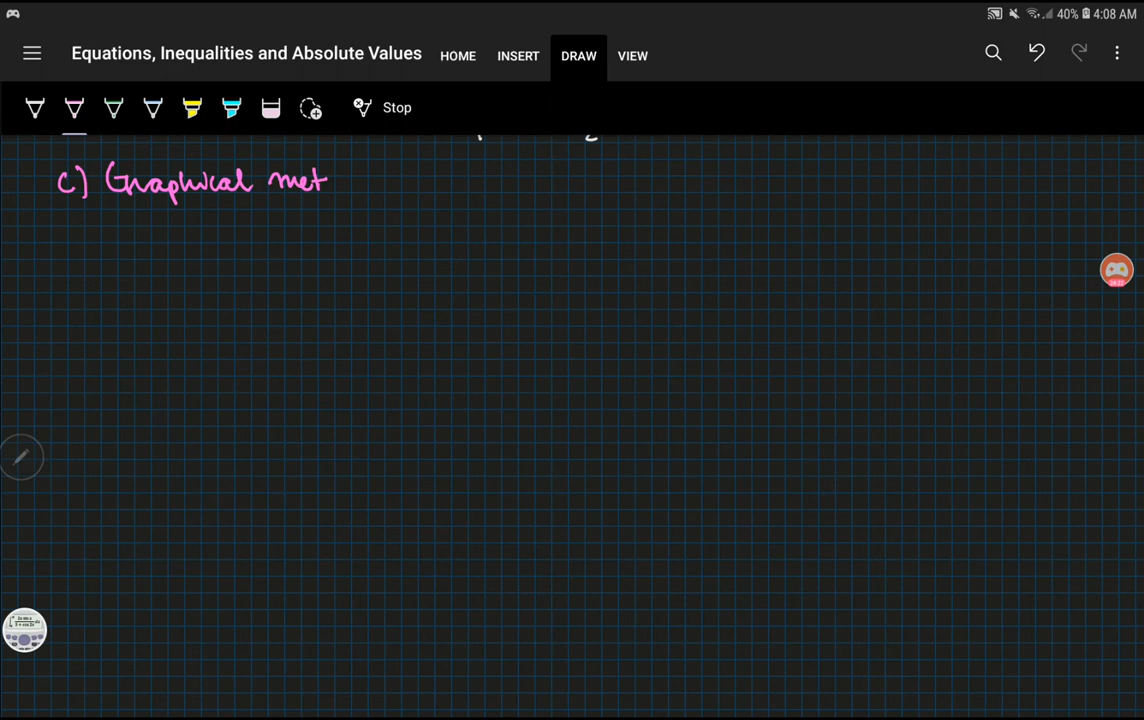 40% 4:08 AM
Equations, Inequalities and Absolute Values HOME INSERT DRAW VIEW
Stop
c) Graphical met